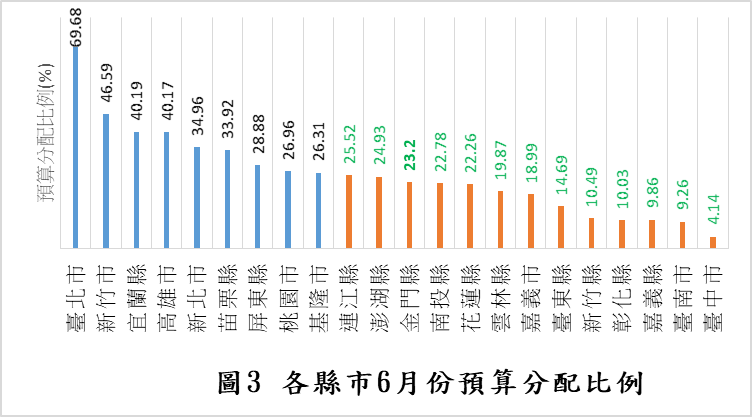 預算分配比例(%)
69.68
46.59
40.19
40.17
34.96
33.92
28.88
26.96
26.31
25.52
24.93
23.2
22.78
22.26
19.87
18.99
14.69
10.49
10.03
9.86
9.26
4.14
臺北市
新竹市
宜蘭縣
高雄市
新北市
苗栗縣
屏東縣
桃園市
基隆市
連江縣
澎湖縣
金門縣
南投縣
花蓮縣
雲林縣
嘉義市
臺東縣
新竹縣
彰化縣
嘉義縣
臺南市
臺中市
圖3 各縣市6月份預算分配比例